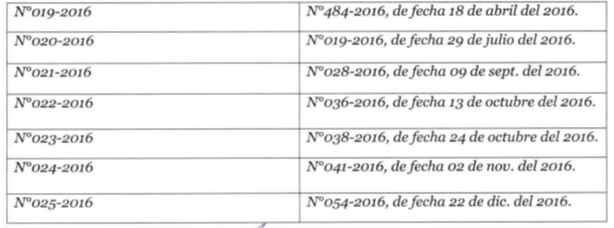 N°019-2016 N°484-2016, de fecha 18 de abril del 2016.
N°020-2016 N°019-2016, de fecha 29 de julio del 2016.
N°021-2016 N°028-2016, de fecha 09 de sept. del 2016.
N°022-2016 N°036-2016, de fecha 13 de octubre del 2016.
N°023-2016 N°038-2016, de fecha 24 de octubre del 2016.
N°024-2016 N°041-2016, de fecha 02 de nov. del 2016.
N°025-2016 N°054-2016, de fecha 22 de dic. del 2016.